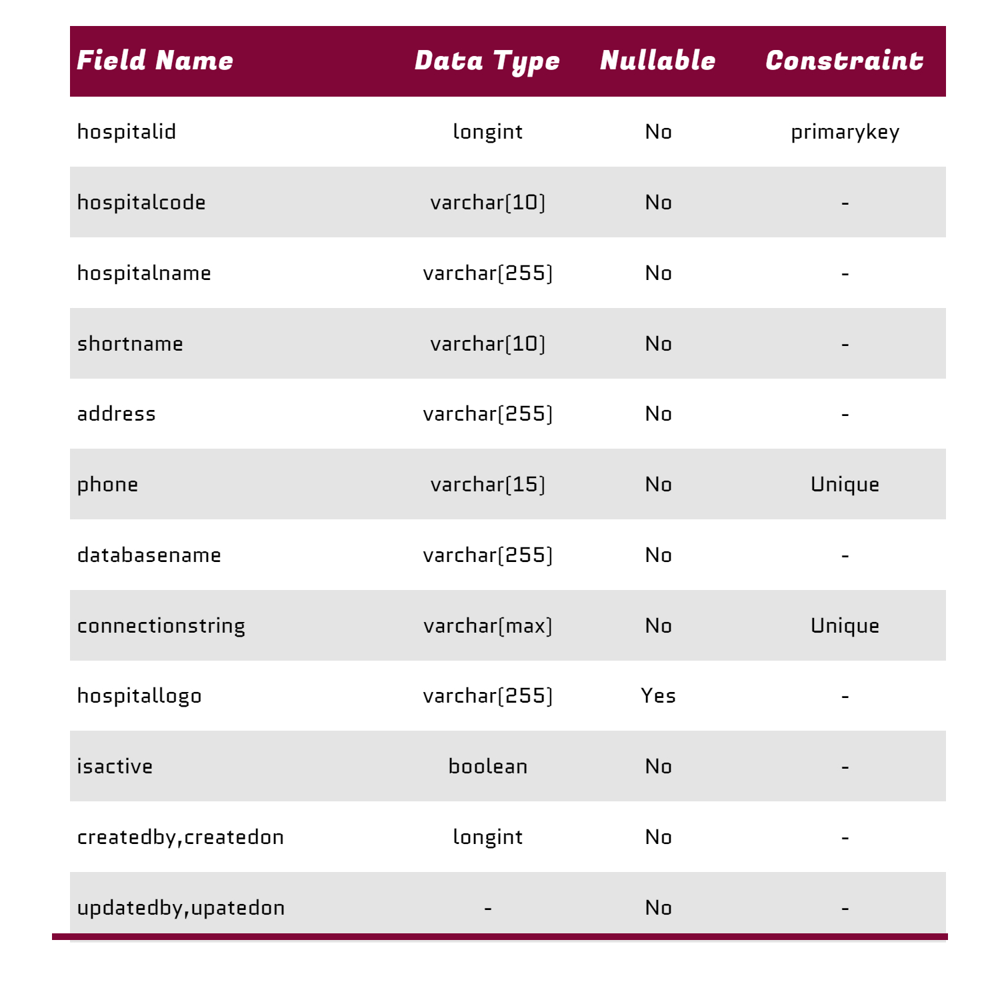 Field Name Data Type Nullable Constraint
hospitalid longint No primarykey
hospitalcode varchar(10) No -
hospitalname varchar(255) No -
shortname varchar(10) No -
address varchar(255) No -
phone varchar(15) No Unique
databasename varchar(255) No -
connectionstring varchar(max) No Unique
hospitallogo varchar(255) Yes -
isactive boolean No -
createdby,createdon longint No -
updatedby,upatedon - No -